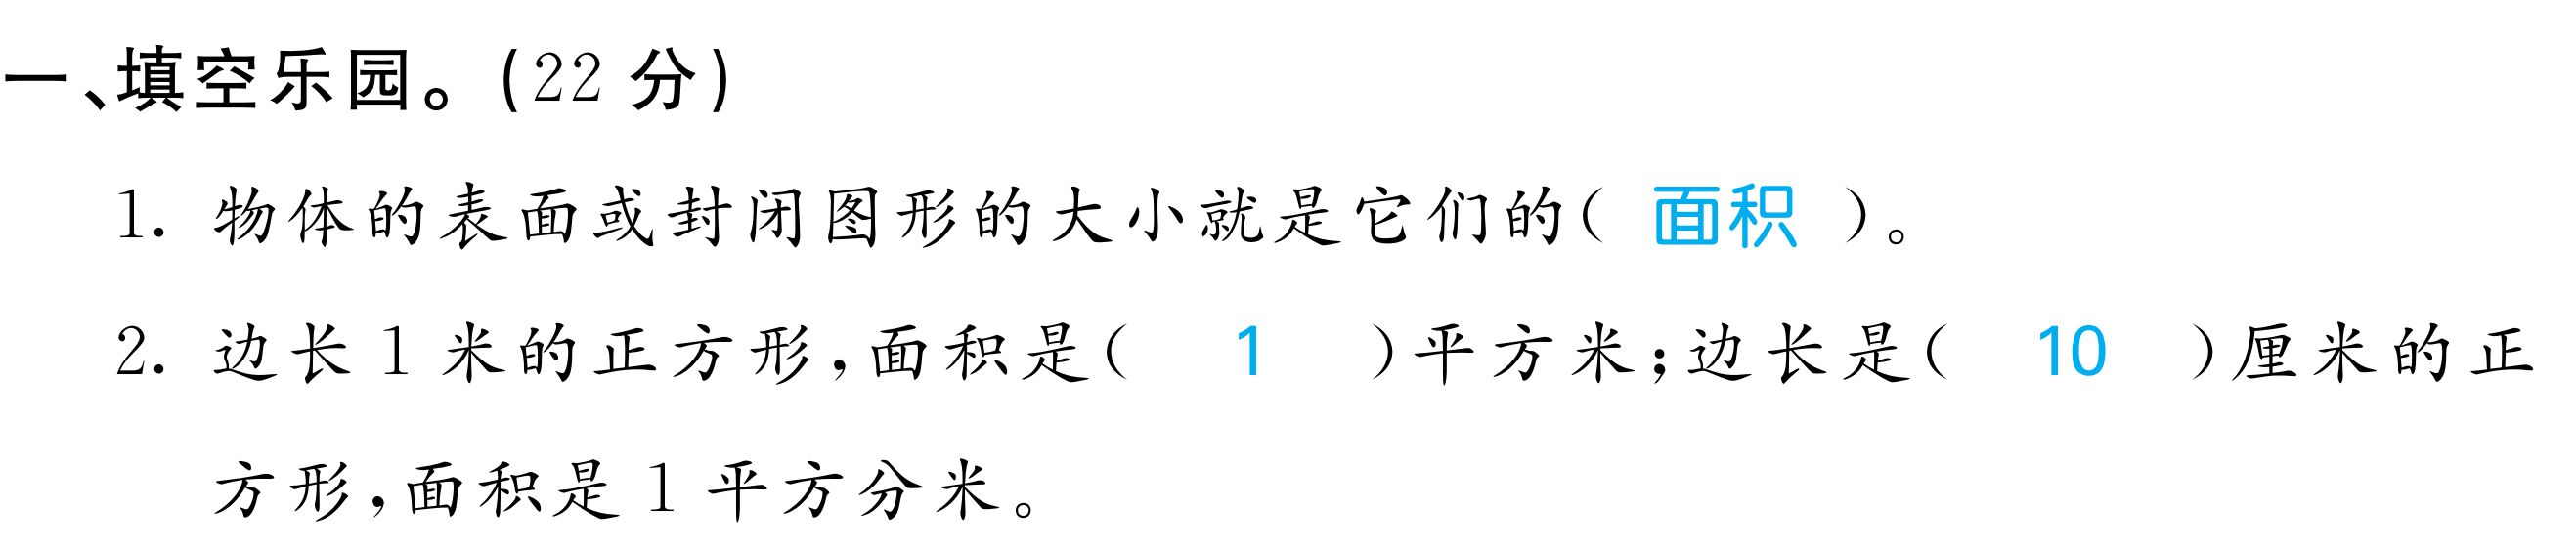 一、填空乐园。(22 分)
1. 物体的表面或封闭图形的大小就是它们的( 面积 )。
2. 边长 1 米的正方形,面积是( 1 )平方米;边长是( 10 )厘米的正
方形,面积是 1 平方分米。